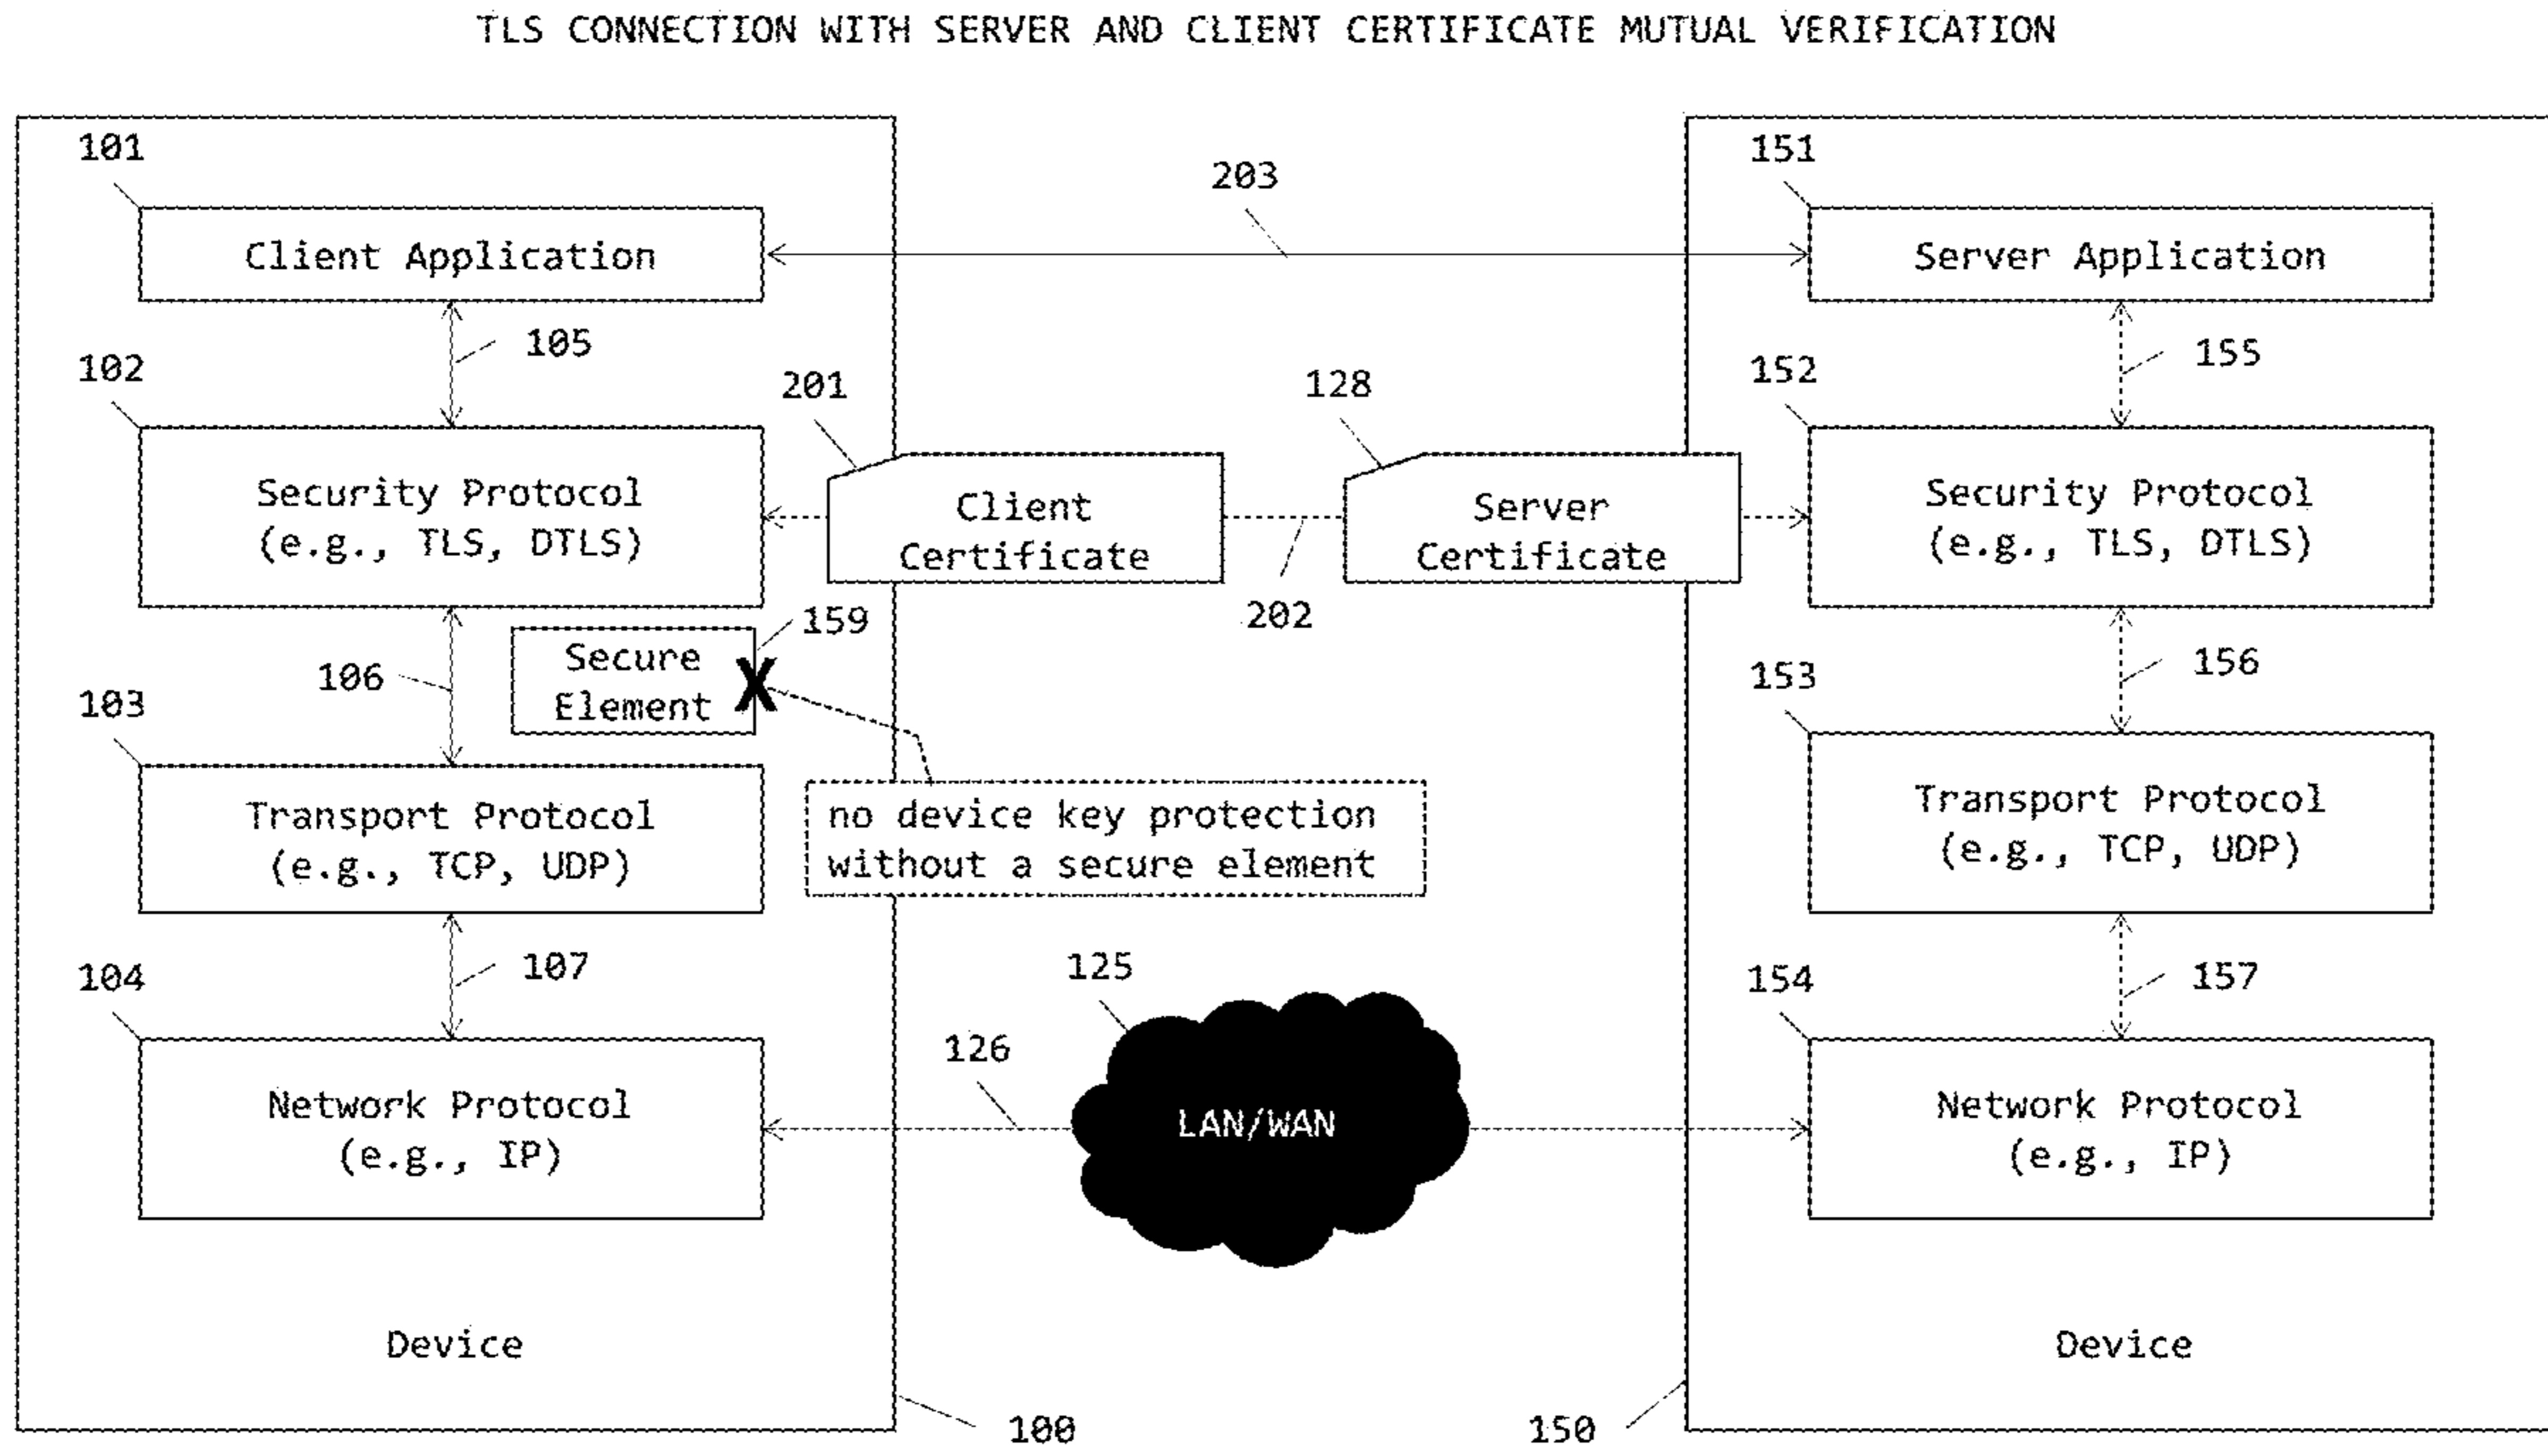 TLS CONNECTION WITH SERVER AND CLIENT CERTIFICATE MUTUAL VERIFICATION
101
151
203
Client Application
Server Application
105
155
102
201
128
152
Security Protocol
(e.g., TLS, DTLS)
Client
Certificate
Server
Certificate
Security Protocol
(e.g., TLS, DTLS)
202
159
Secure
Element
106
156
103
153
Transport Protocol
(e.g., TCP, UDP)
no device key protection
without a secure element
Transport Protocol
(e.g., TCP, UDP)
107
125
157
104
154
126
Network Protocol
(e.g., IP)
LAN/WAN
Network Protocol
(e.g., IP)
Device
Device
100
150